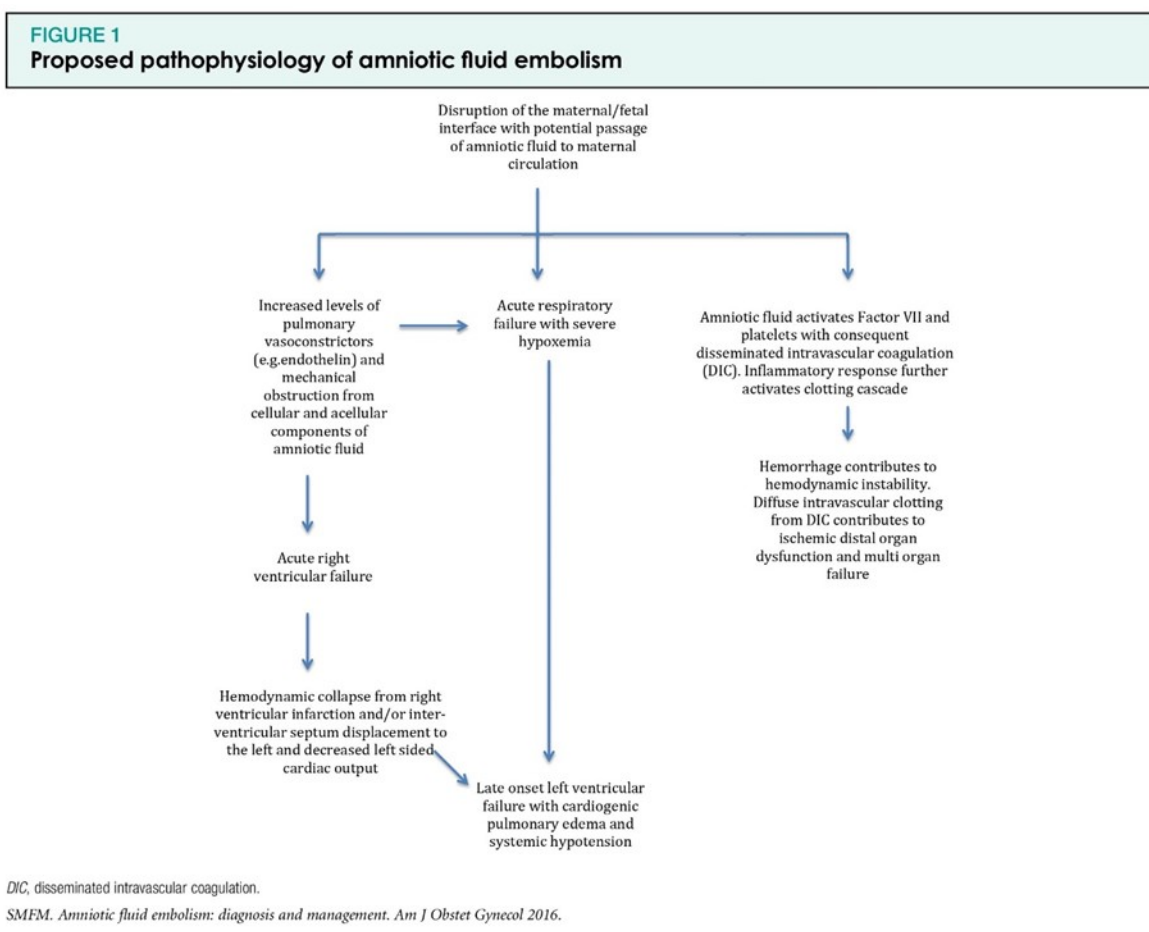 FIGURE 1
Proposed pathophysiology of amniotic fluid embolism
Disruption of the maternal/fetal
interface with potential passage
of amniotic fluid to maternal
circulation
Increased levels of
pulmonary
vasoconstrictors
(e.g.endothelin) and
mechanical
obstruction from
cellular and acellular
components of
amniotic fluid
Acute respiratory
failure with severe
hypoxemia
Amniotic fluid activates Factor VII and
platelets with consequent
disseminated intravascular coagulation
(DIC). Inflammatory response further
activates clotting cascade
Hemorrhage contributes to
hemodynamic instability.
Diffuse intravascular clotting
from DIC contributes to
ischemic distal organ
dysfunction and multi organ
failure
Acute right
ventricular failure
Hemodynamic collapse from right
ventricular infarction and/or inter-
ventricular septum displacement to
the left and decreased left sided
cardiac output
Late onset left ventricular
failure with cardiogenic
pulmonary edema and
systemic hypotension
DIC, disseminated intravascular coagulation.
SMFM. Amniotic fluid embolism: diagnosis and management. Am J Obstet Gynecol 2016.